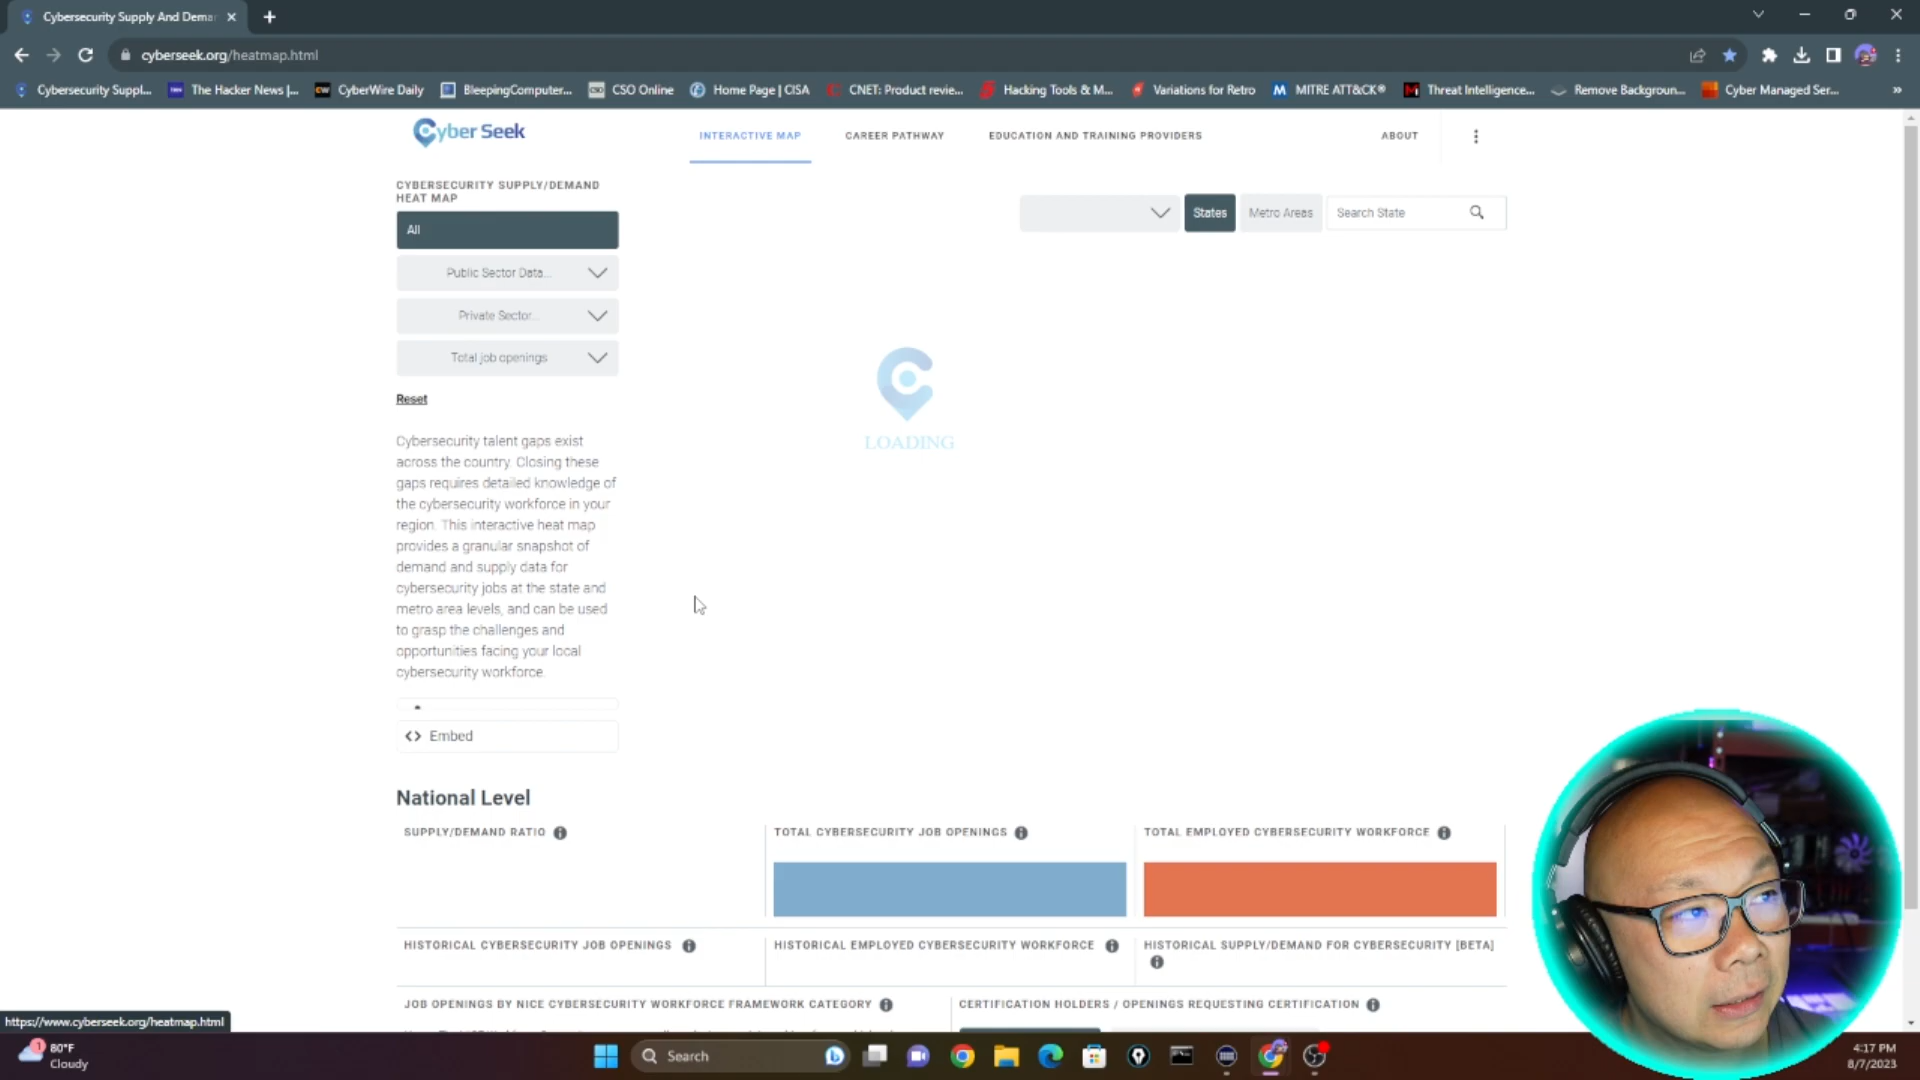 Cybersecurity Supply And Dema
cyberseek.org/heatmap.html
Cybersecurity Suppl...
The Hacker News |...
CyberWire Daily
BleepingComputer...
CSO Online
Home Page | CISA
CNET: Product revie...
Hacking Tools & M...
Variations for Retro
MITRE ATT&CK®
Threat Intelligence...
Remove Backgroun...
Cyber Managed Ser...
»
Cyber Seek
INTERACTIVE MAP
CAREER PATHWAY
EDUCATION AND TRAINING PROVIDERS
ABOUT
CYBERSECURITY SUPPLY/DEMAND
HEAT MAP
All
Public Sector Data...
Private Sector...
Total job openings
Reset
States
Metro Areas
Search State
LOADING
Cybersecurity talent gaps exist
across the country. Closing these
gaps requires detailed knowledge of
the cybersecurity workforce in your
region. This interactive heat map
provides a granular snapshot of
demand and supply data for
cybersecurity jobs at the state and
metro area levels, and can be used
to grasp the challenges and
opportunities facing your local
cybersecurity workforce.
<> Embed
National Level
SUPPLY/DEMAND RATIO
TOTAL CYBERSECURITY JOB OPENINGS
TOTAL EMPLOYED CYBERSECURITY WORKFORCE
HISTORICAL CYBERSECURITY JOB OPENINGS
HISTORICAL EMPLOYED CYBERSECURITY WORKFORCE
HISTORICAL SUPPLY/DEMAND FOR CYBERSECURITY [BETA]
JOB OPENINGS BY NICE CYBERSECURITY WORKFORCE FRAMEWORK CATEGORY
CERTIFICATION HOLDERS / OPENINGS REQUESTING CERTIFICATION
https://www.cyberseek.org/heatmap.html
1
80°F
Cloudy
Search
4:17 PM
8/7/2023